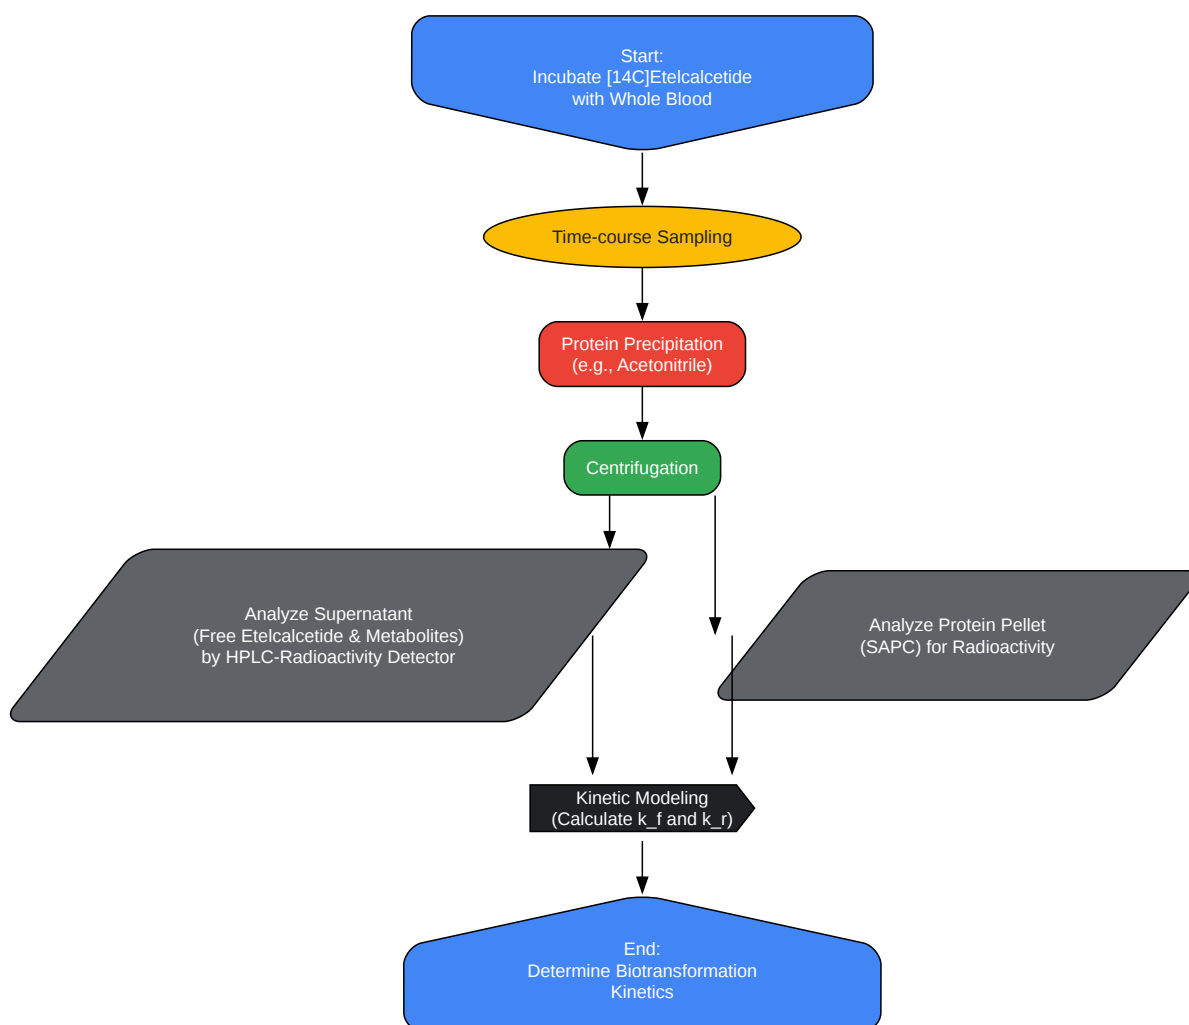 Start:
Incubate [14C]Etelcalcetide
with Whole Blood
Time-course Sampling
Protein Precipitation
(e.g., Acetonitrile)
Centrifugation
Analyze Supernatant
(Free Etelcalcetide & Metabolites)
by HPLC-Radioactivity Detector
Analyze Protein Pellet
(SAPC) for Radioactivity
Kinetic Modeling
(Calculate k_f and k_r)
End:
Determine Biotransformation
Kinetics